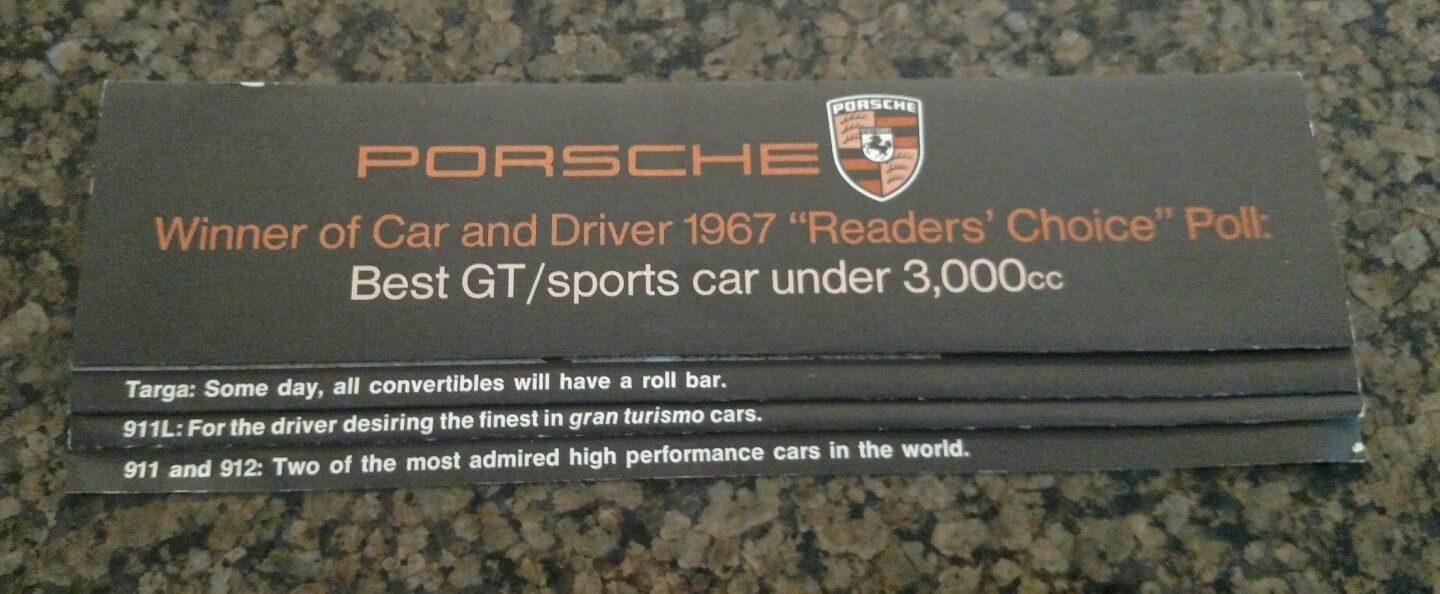 PORSCHE
PORSCHE
Winner of Car and Driver 1967 “Readers’ Choice” Poll:
Best GT/sports car under 3,000cc
Targa: Some day, all convertibles will have a roll bar.
911L: For the driver desiring the finest in gran turismo cars.
911 and 912: Two of the most admired high performance cars in the world.